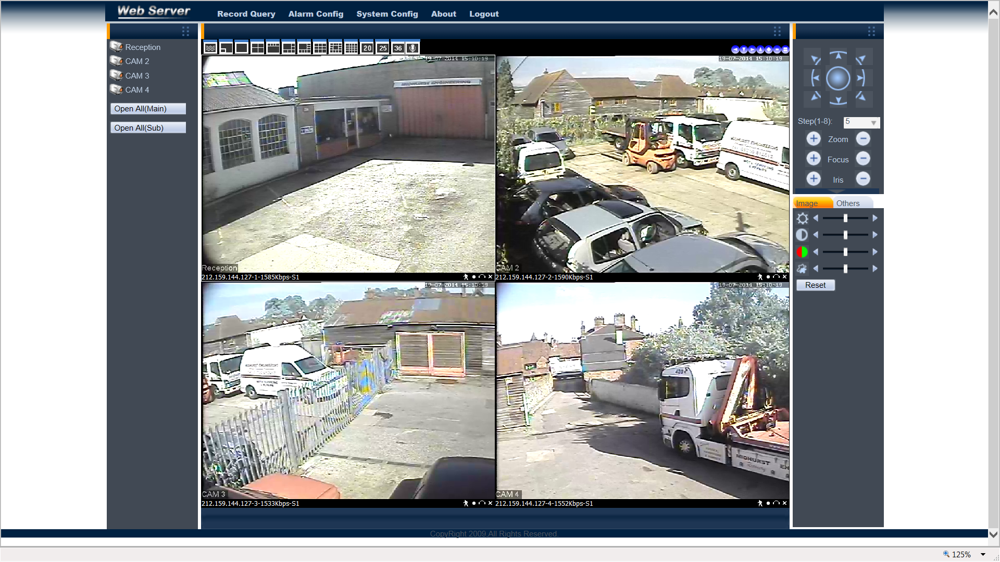 Web Server
Record Query Alarm Config System Config About Logout
Reception
CAM 2
CAM 3
CAM 4
Open All(Main)
Open All(Sub)
20 25 36
19-07-2014 15:10:19
MIDHURST ENGINEERING
Reception
212.159.144.127-1-1585Kbps-S1
19-07-2014 15:10:19
MIDHURST ENGINEERING
CAM 2
212.159.144.127-2-1590Kbps-S1
19-07-2014 15:10:19
CAM 3
212.159.144.127-3-1533Kbps-S1
19-07-2014 15:10:19
MIDHURST EN
CAM 4
212.159.144.127-4-1552Kbps-S1
Step(1-8): 5
Zoom
Focus
Iris
Image Others
Reset
CopyRight 2009,All Rights Reserved.
125%